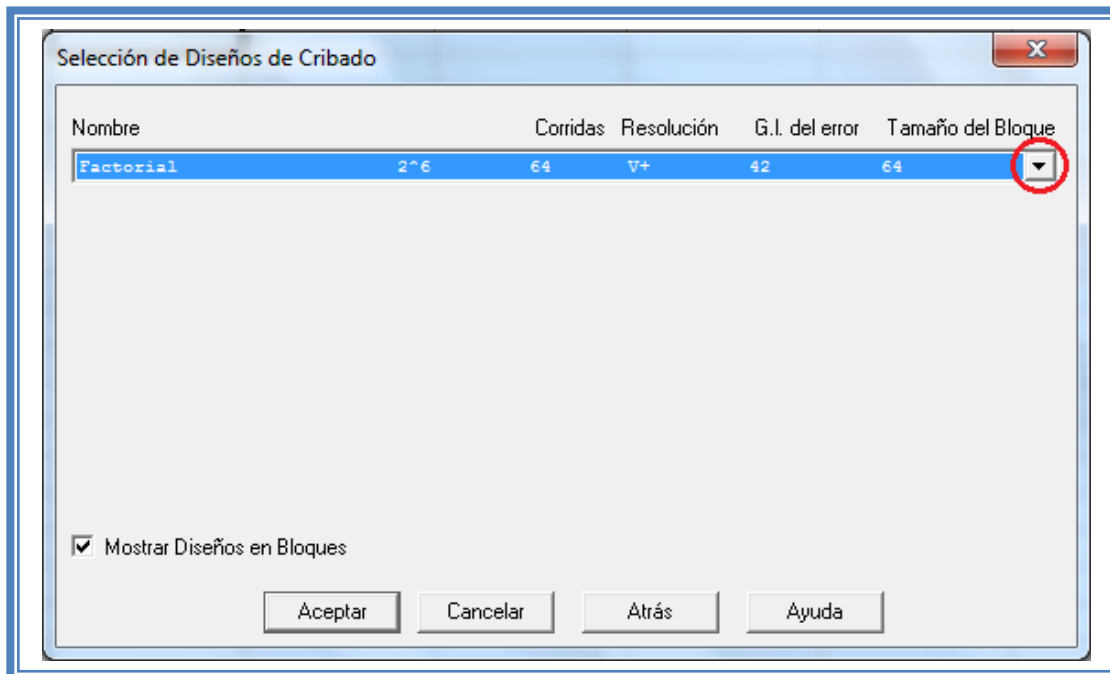 Selección de Diseños de Cribado
Nombre Corridas Resolución G.l. del error Tamaño del Bloque
Factorial 2^6 64 V+ 42 64
Mostrar Diseños en Bloques
Aceptar Cancelar Atrás Ayuda